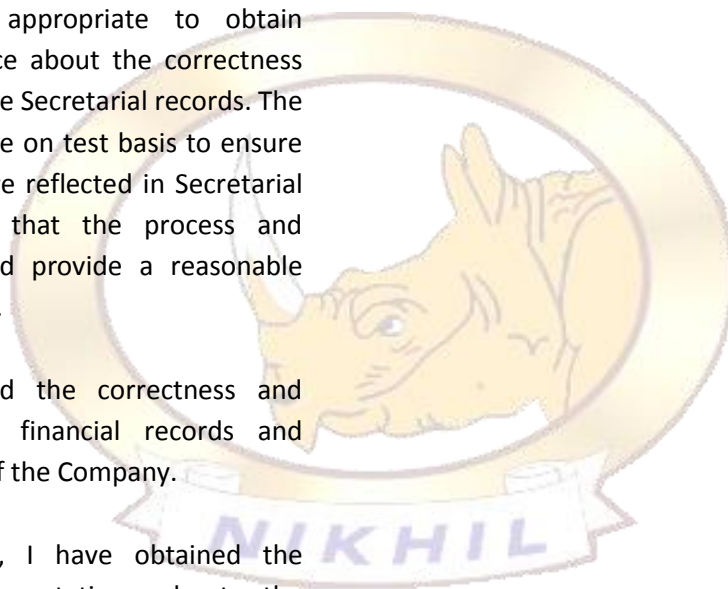 appropriate to obtain
ce about the correctness
e Secretarial records. The
e on test basis to ensure
e reflected in Secretarial
that the process and
d provide a reasonable
d the correctness and
financial records and
f the Company.
, I have obtained the
NIKHIL